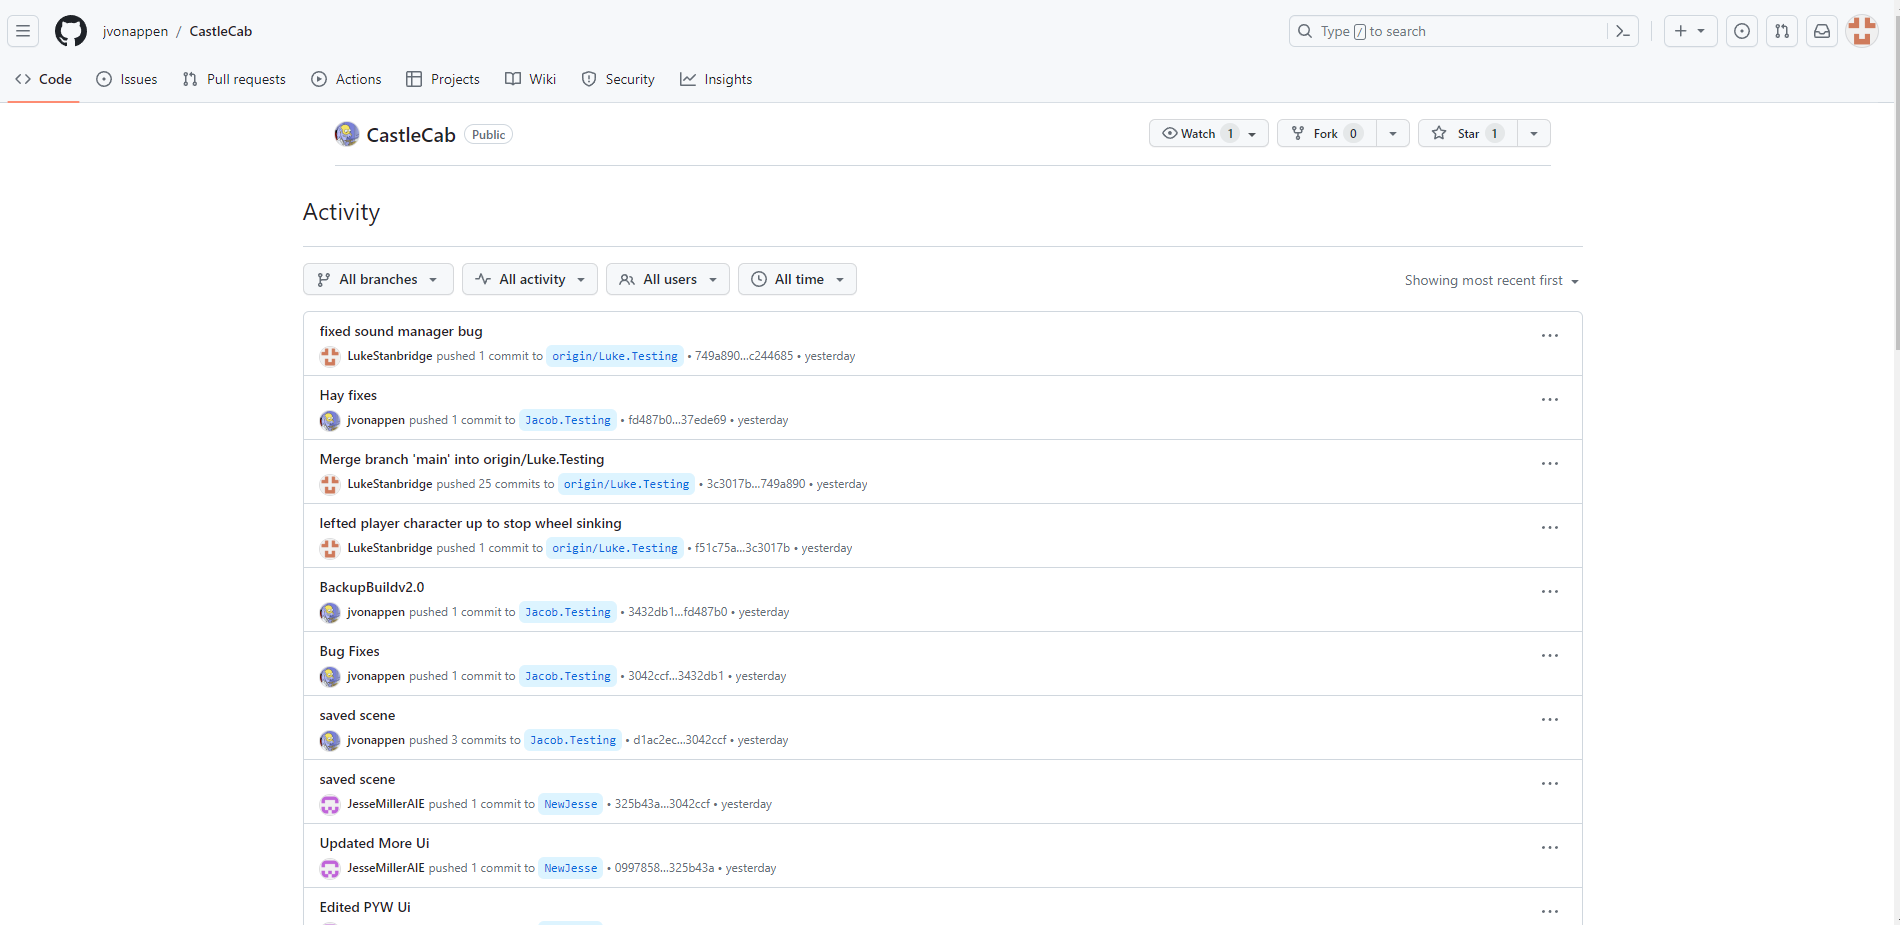 jvonappen / CastleCab
Type / to search
Code Issues Pull requests Actions Projects Wiki Security Insights
CastleCab Public
Watch 1 Fork 0 Star 1
Activity
All branches All activity All users All time Showing most recent first
fixed sound manager bug
LukeStanbridge pushed 1 commit to origin/Luke.Testing • 749a890...c244685 • yesterday
Hay fixes
jvonappen pushed 1 commit to Jacob.Testing • fd487b0...37ede69 • yesterday
Merge branch 'main' into origin/Luke.Testing
LukeStanbridge pushed 25 commits to origin/Luke.Testing • 3c3017b...749a890 • yesterday
lefted player character up to stop wheel sinking
LukeStanbridge pushed 1 commit to origin/Luke.Testing • f51c75a...3c3017b • yesterday
BackupBuildv2.0
jvonappen pushed 1 commit to Jacob.Testing • 3432db1...fd487b0 • yesterday
Bug Fixes
jvonappen pushed 1 commit to Jacob.Testing • 3042ccf...3432db1 • yesterday
saved scene
jvonappen pushed 3 commits to Jacob.Testing • d1ac2ec...3042ccf • yesterday
saved scene
JesseMillerAIE pushed 1 commit to NewJesse • 325b43a...3042ccf • yesterday
Updated More Ui
JesseMillerAIE pushed 1 commit to NewJesse • 0997858...325b43a • yesterday
Edited PYW Ui